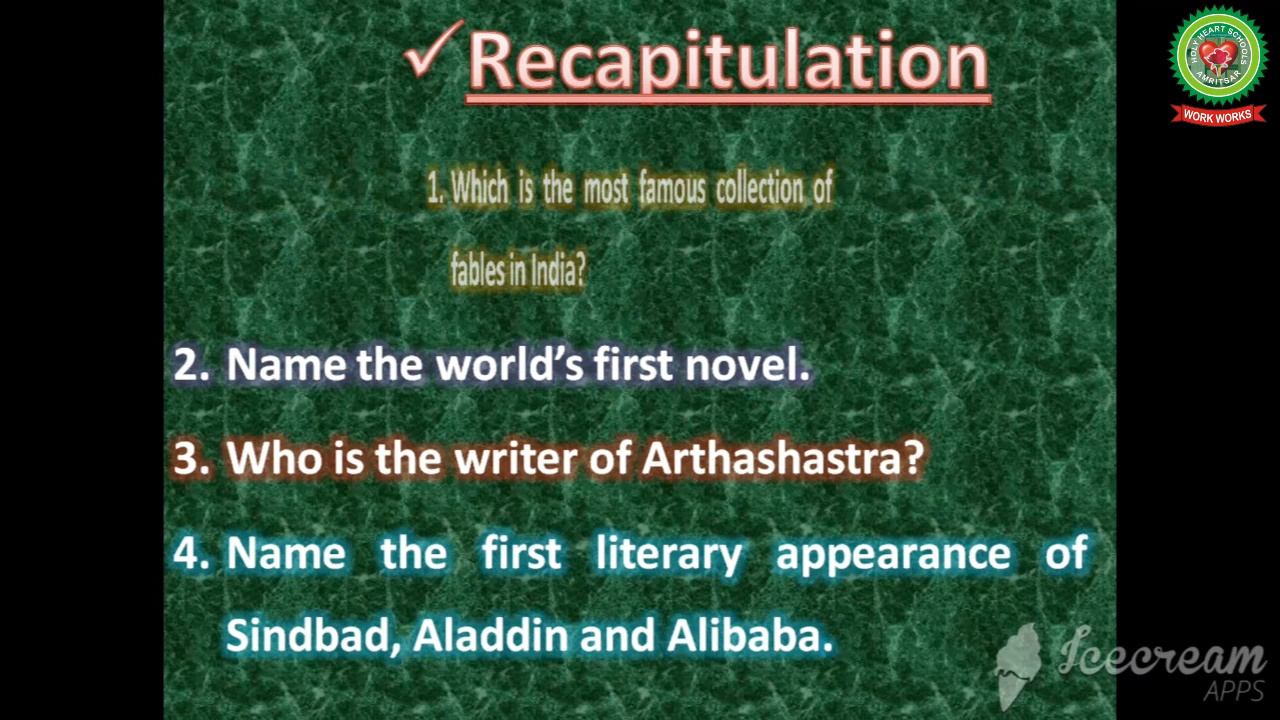 ✓Recapitulation
HOLY HEART SCHOOLS
AMRITSAR
WORK WORKS
1. Which is the most famous collection of
fables in India?
2. Name the world's first novel.
3. Who is the writer of Arthashastra?
4. Name the first literary appearance of
Sindbad, Aladdin and Alibaba.
Icecream
APPS